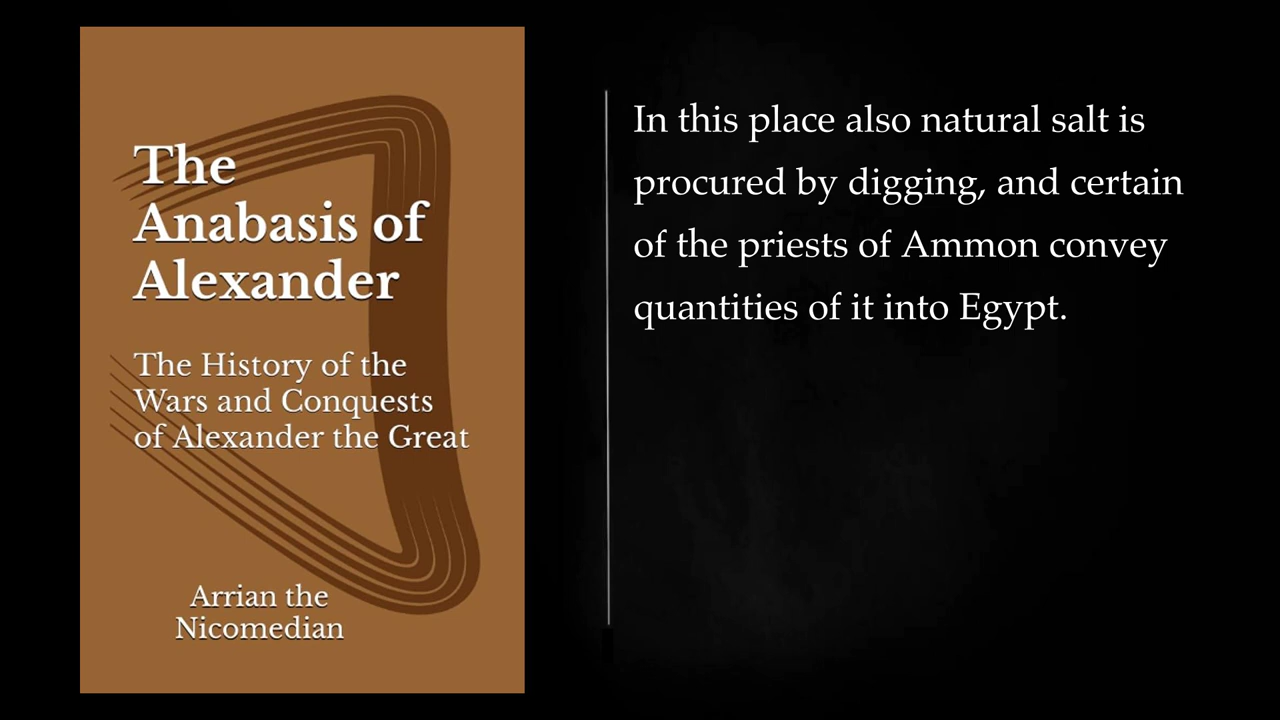 The
Anabasis of
Alexander
The History of the
Wars and Conquests
of Alexander the Great
Arrian the
Nicomedian
In this place also natural salt is
procured by digging, and certain
of the priests of Ammon convey
quantities of it into Egypt.